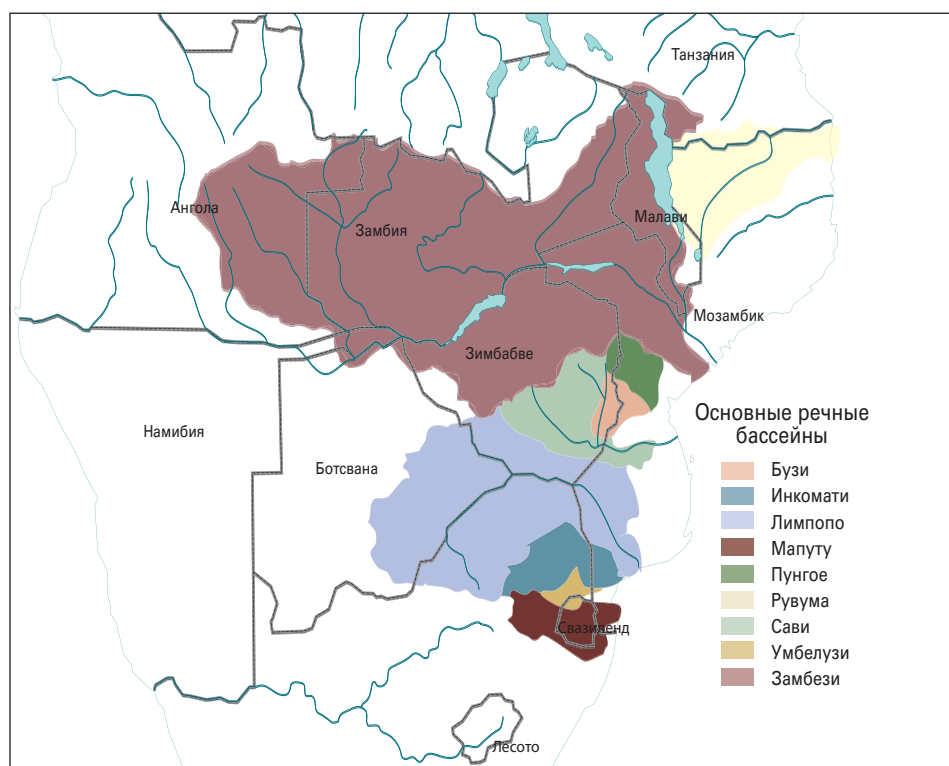 Танзания
Ангола
Замбия
Малави
Мозамбик
Зимбабве
Намибия
Ботсвана
Свазиленд
Лесото
Основные речные
бассейны
Бузи
Инкомати
Лимпопо
Мапуту
Пунгое
Рувума
Сави
Умбелузи
Замбези